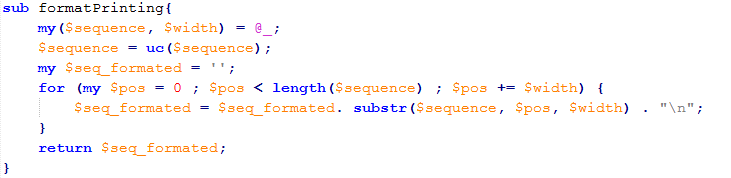 sub formatPrinting{
    my($sequence, $width) = @_;
    $sequence = uc($sequence);
    my $seq_formated = '';
    for (my $pos = 0 ; $pos < length($sequence) ; $pos += $width) {
        $seq_formated = $seq_formated. substr($sequence, $pos, $width) . "\n";
    }
    return $seq_formated;
}